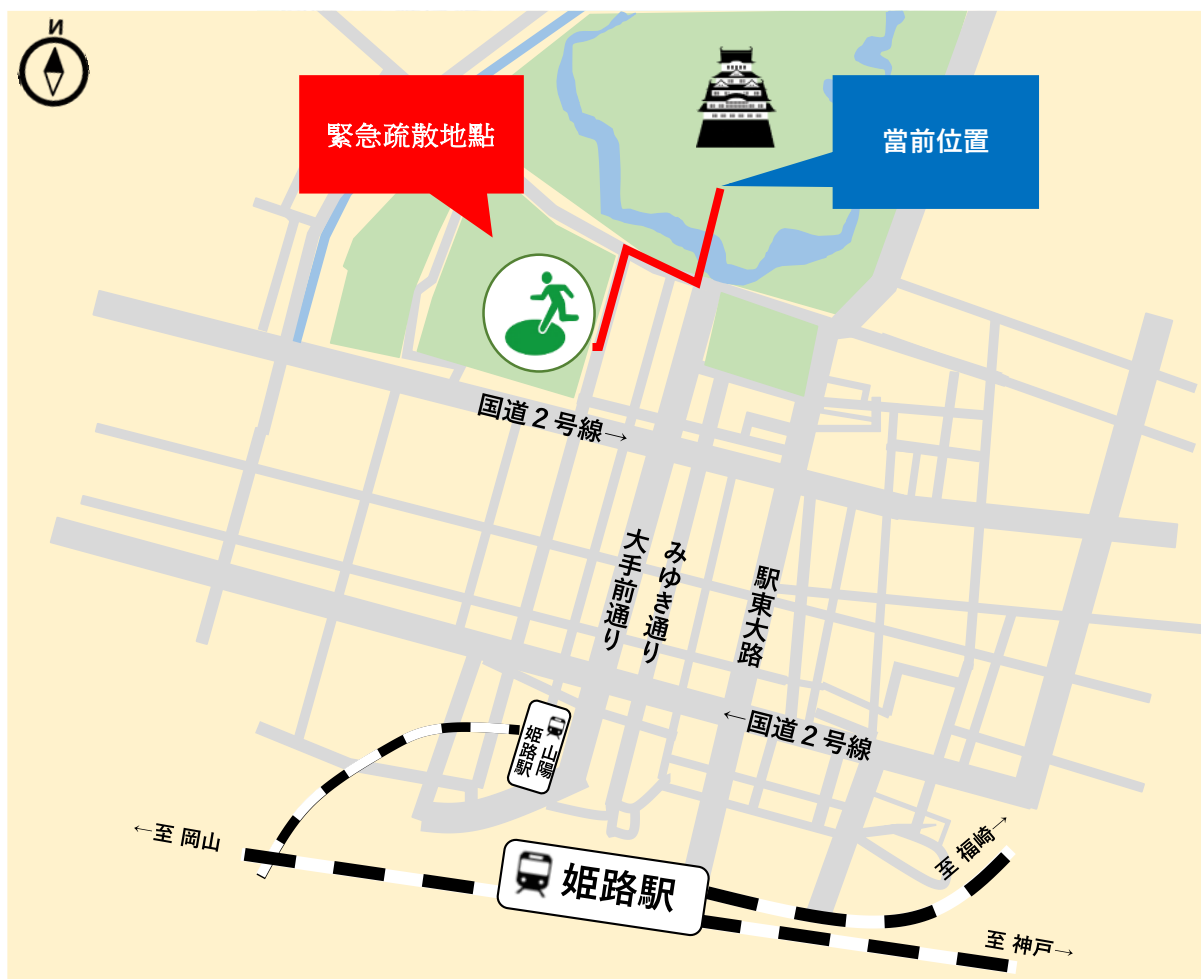 N
緊急疏散地點
當前位置
国道２号線→
大手前通り
みゆき通り
駅東大路
←国道２号線
山陽
姫路駅
←至 岡山
姫路駅
至 福崎→
至 神戸→